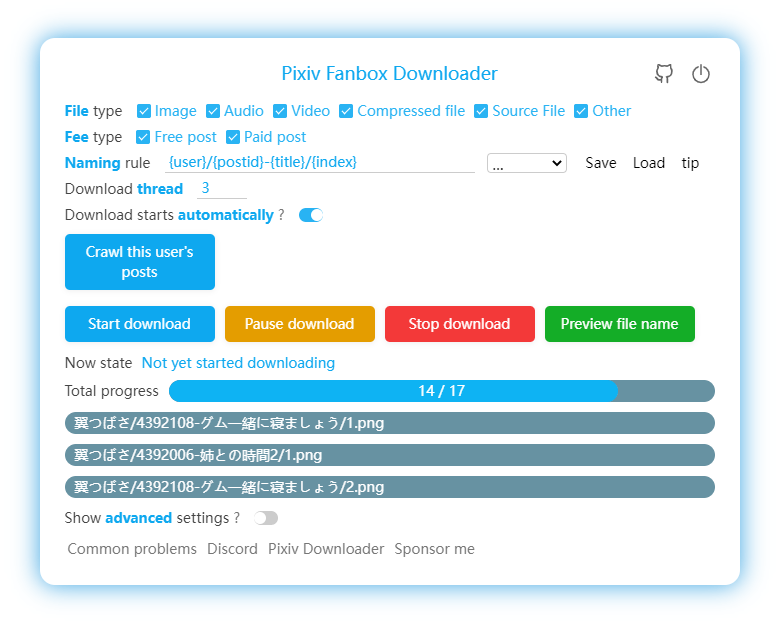 Pixiv Fanbox Downloader
File type Image Audio Video Compressed file Source File Other
Fee type Free post Paid post
Naming rule {user}/{postid}-{title}/{index} ... Save Load tip
Download thread 3
Download starts automatically ?
Crawl this user's
posts
Start download Pause download Stop download Preview file name
Now state Not yet started downloading
Total progress 14 / 17
翼つばさ/4392108-グム一緒に寝ましょう/1.png
翼つばさ/4392006-姉との時間2/1.png
翼つばさ/4392108-グム一緒に寝ましょう/2.png
Show advanced settings ?
Common problems Discord Pixiv Downloader Sponsor me